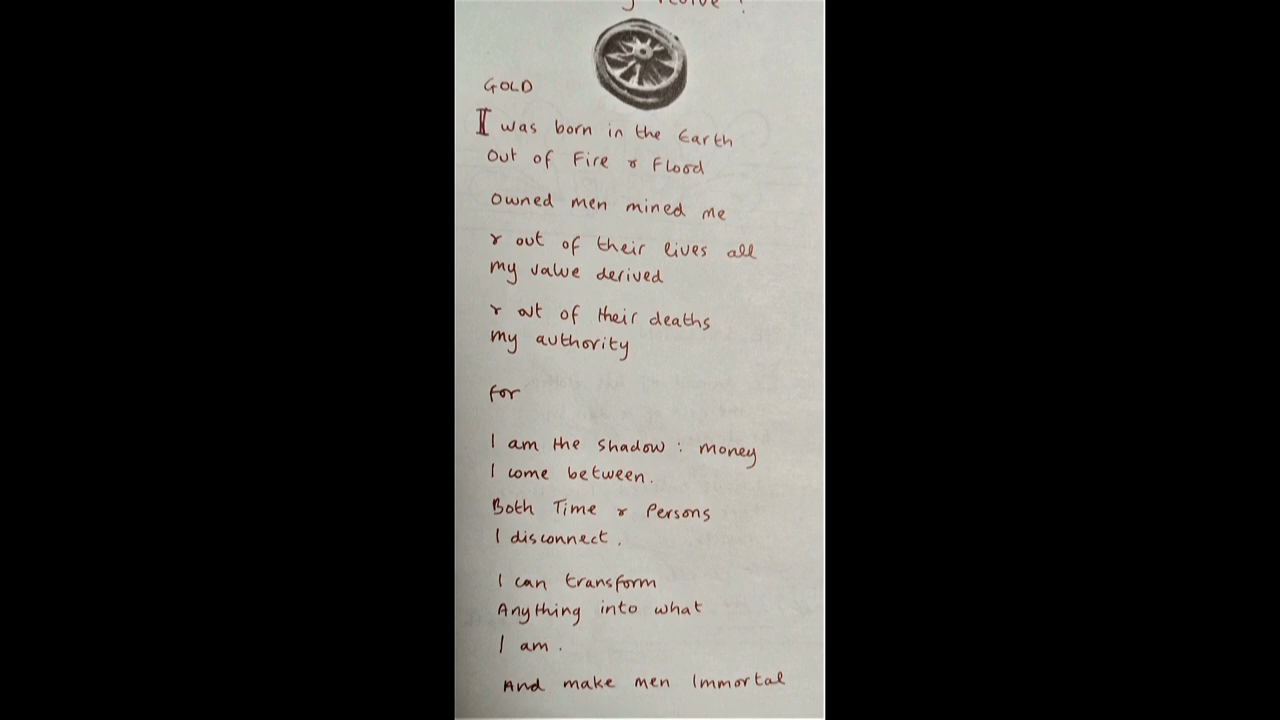 GOLD
I was born in the Earth
Out of Fire & Flood
Owned men mined me
& out of their lives all
my value derived
& out of their deaths
my authority
for
I am the Shadow : money
I come between.
Both Time & Persons
I disconnect.
I can transform
Anything into what
I am.
And make men Immortal